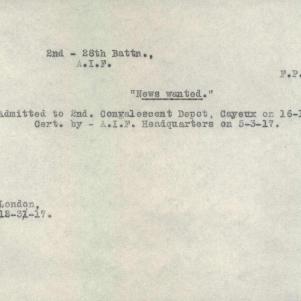 2nd - 28th Battn.,
A.I.F.
F.F.
"News wanted."
Admitted to 2nd. Convalescent Depot, Cayeux on 16-1
Cert. by - A.I.F. Headquarters on 5-3-17.
London,